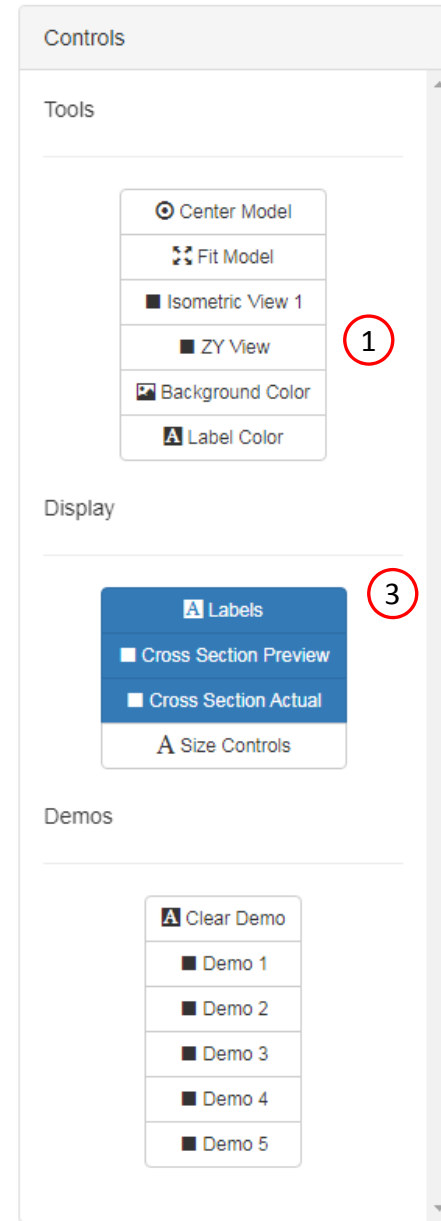 Controls
Tools
Center Model
Fit Model
Isometric View 1
ZY View
1
Background Color
A Label Color
Display
3
A Labels
Cross Section Preview
Cross Section Actual
A Size Controls
Demos
A Clear Demo
Demo 1
Demo 2
Demo 3
Demo 4
Demo 5